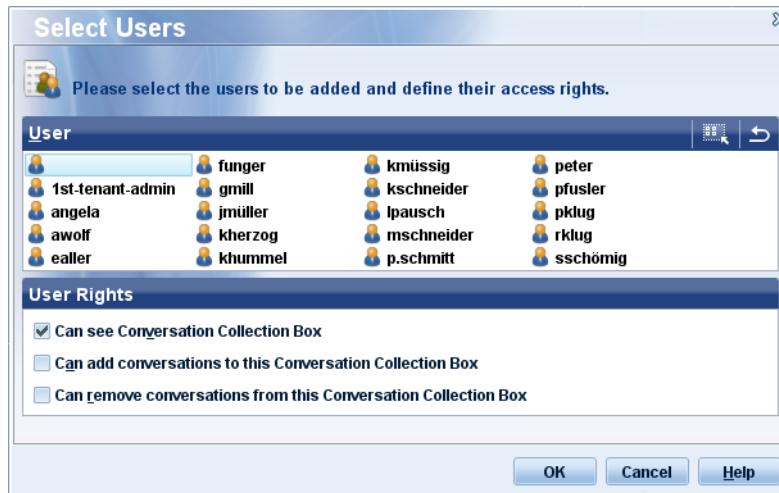 Select Users
Please select the users to be added and define their access rights.
User
funger kmüssig peter
1st-tenant-admin gmill kschneider pfusler
angela jmüller lpausch pklug
awolf kherzog mschneider rklug
ealler khummel p.schmitt sschömig
User Rights
Can see Conversation Collection Box
Can add conversations to this Conversation Collection Box
Can remove conversations from this Conversation Collection Box
OK Cancel Help